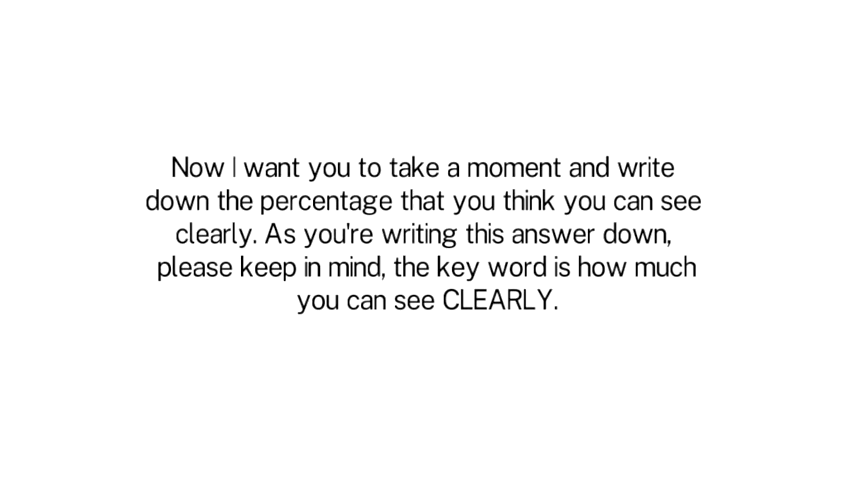 Now I want you to take a moment and write
down the percentage that you think you can see
clearly. As you're writing this answer down,
please keep in mind, the key word is how much
you can see CLEARLY.